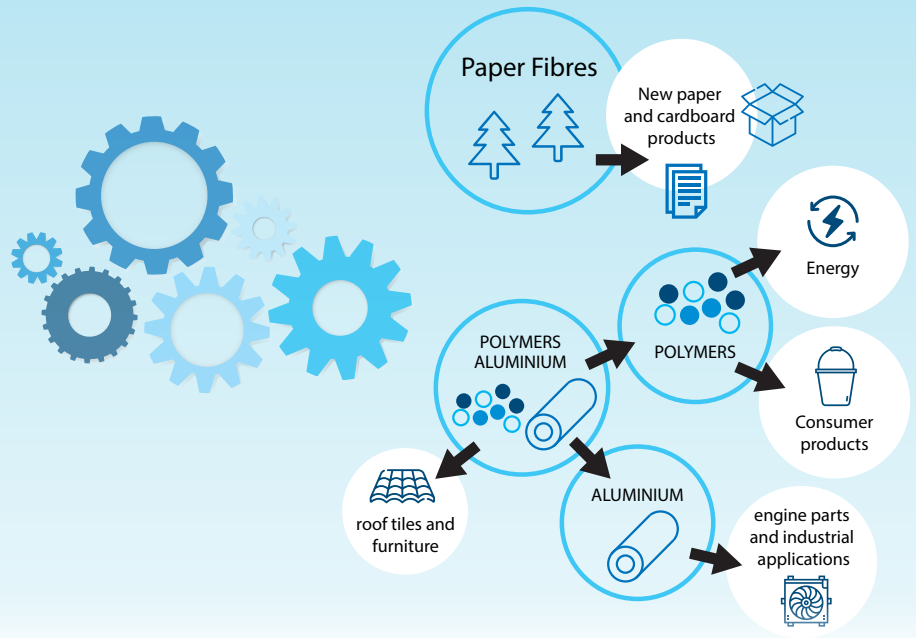 Paper Fibres
New paper
and cardboard
products
Energy
POLYMERS
ALUMINIUM
POLYMERS
Consumer
products
roof tiles and
furniture
ALUMINIUM
engine parts
and industrial
applications